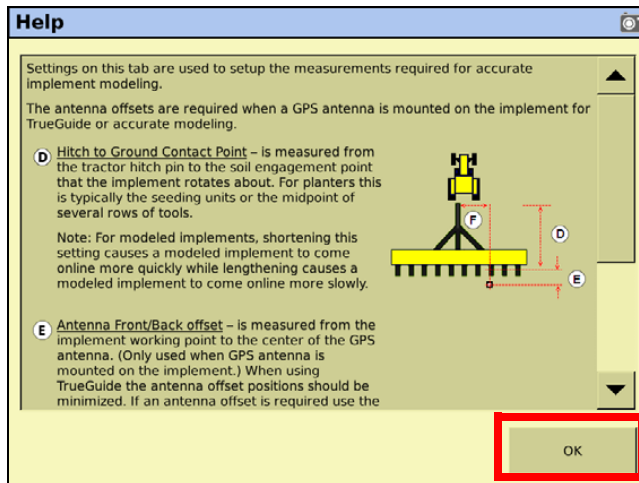 Help
Settings on this tab are used to setup the measurements required for accurate
implement modeling.
The antenna offsets are required when a GPS antenna is mounted on the implement for
TrueGuide or accurate modeling.
D Hitch to Ground Contact Point – is measured from
the tractor hitch pin to the soil engagement point
that the implement rotates about. For planters this
is typically the seeding units or the midpoint of
several rows of tools.
Note: For modeled implements, shortening this
setting causes a modeled implement to come
online more quickly while lengthening causes a
modeled implement to come online more slowly.
F
D
E
E Antenna Front/Back offset – is measured from the
implement working point to the center of the GPS
antenna. (Only used when GPS antenna is
mounted on the implement.) When using
TrueGuide the antenna offset positions should be
minimized. If an antenna offset is required use the
OK